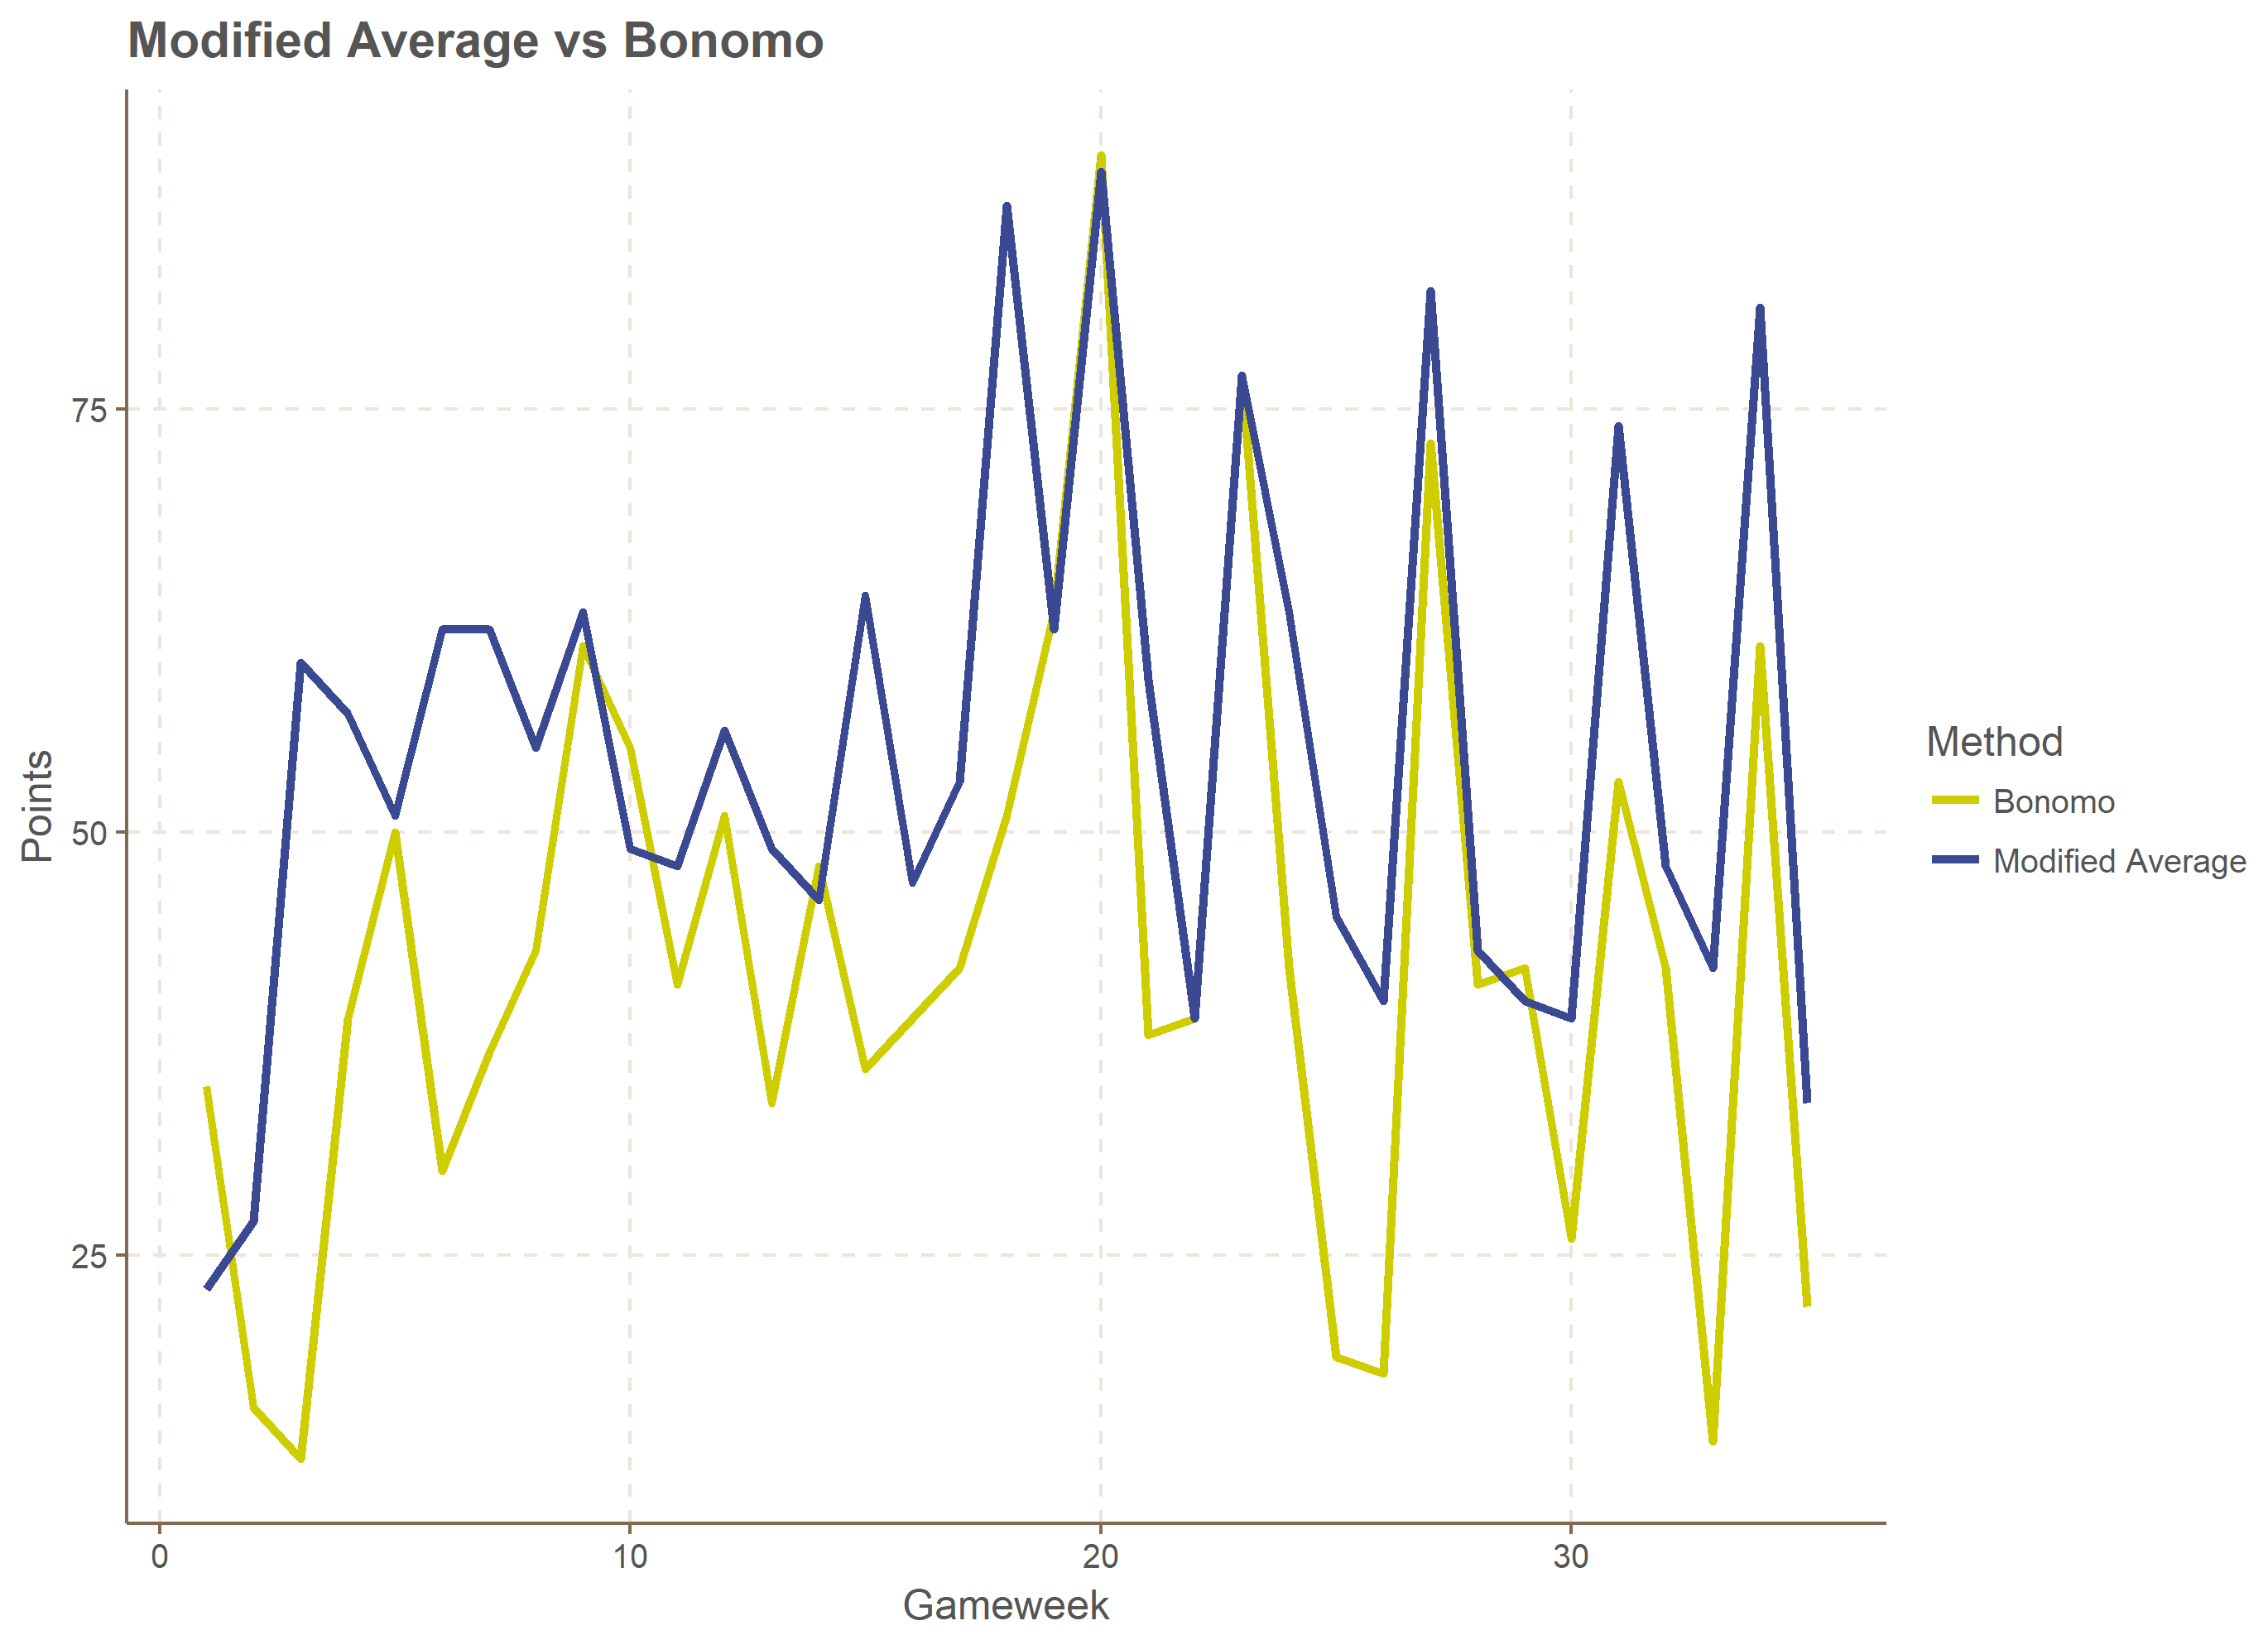 Modified Average vs Bonomo
Points
75
50
25
0 10 20 30
Gameweek
Method
Bonomo
Modified Average